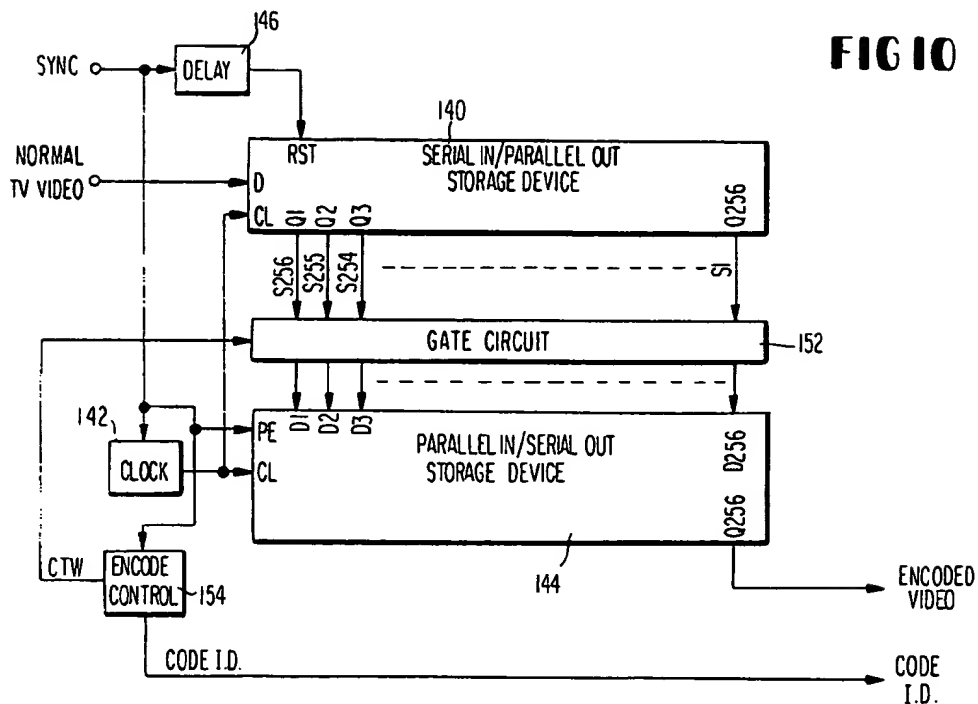 FIG 10
146
SYNC
DELAY
140
NORMAL
TV VIDEO
RST
SERIAL IN/PARALLEL OUT
STORAGE DEVICE
D
CL
Q1
Q2
Q3
Q256
S256
S255
S254
S1
GATE CIRCUIT
152
D1
D2
D3
D256
142
PE
CL
PARALLEL IN/SERIAL OUT
STORAGE DEVICE
CLOCK
Q256
CTW
ENCODE
CONTROL
154
144
ENCODED
VIDEO
CODE I.D.
CODE
I.D.